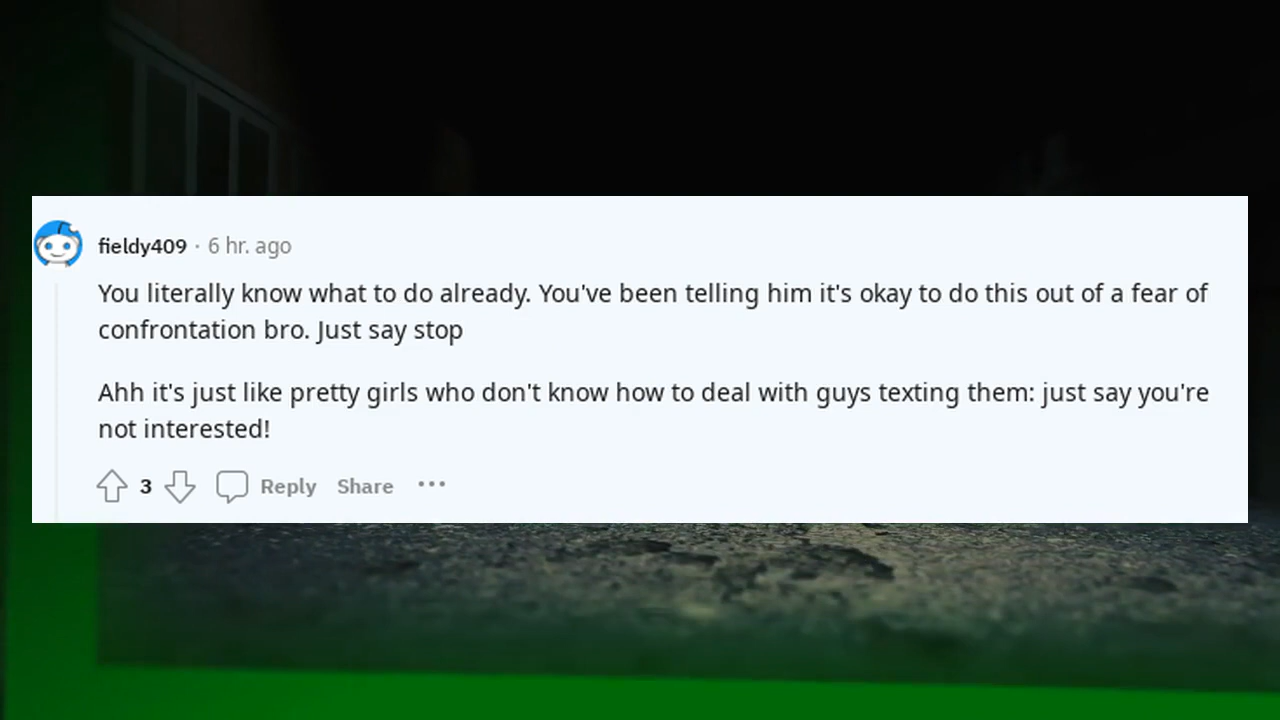 fieldy409 · 6 hr. ago
You literally know what to do already. You've been telling him it's okay to do this out of a fear of
confrontation bro. Just say stop
Ahh it's just like pretty girls who don't know how to deal with guys texting them: just say you're
not interested!
3 Reply Share ···